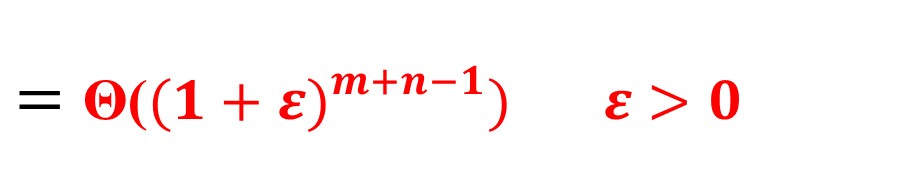 = Θ((1 + ε)^{m+n−1})  ε > 0